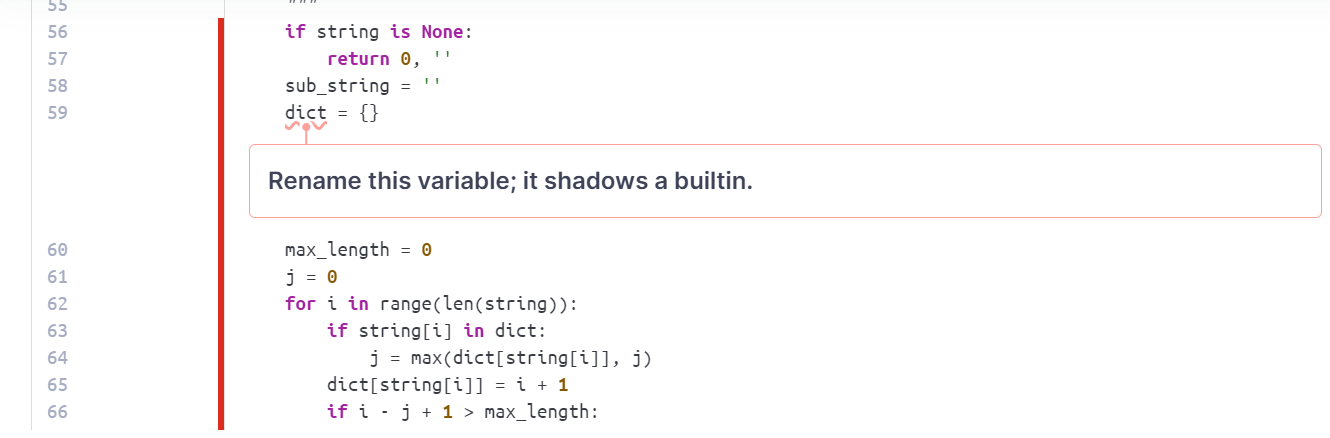 55 """
56 if string is None:
57 return 0, ''
58 sub_string = ''
59 dict = {}
Rename this variable; it shadows a builtin.
60 max_length = 0
61 j = 0
62 for i in range(len(string)):
63 if string[i] in dict:
64 j = max(dict[string[i]], j)
65 dict[string[i]] = i + 1
66 if i - j + 1 > max_length: